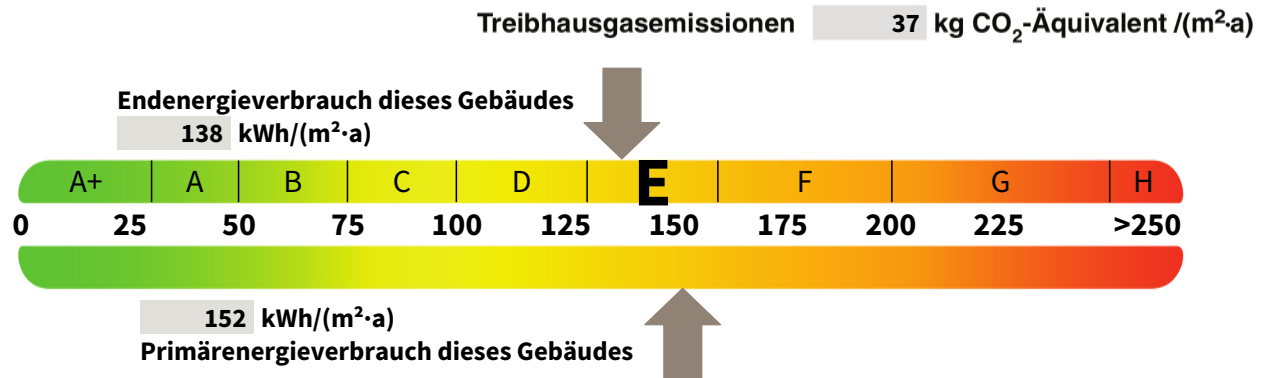 Treibhausgasemissionen 37 kg CO₂-Äquivalent /(m²·a)
Endenergieverbrauch dieses Gebäudes
138 kWh/(m²·a)
A+ A B C D E F G H
0 25 50 75 100 125 150 175 200 225 >250
152 kWh/(m²·a)
Primärenergieverbrauch dieses Gebäudes